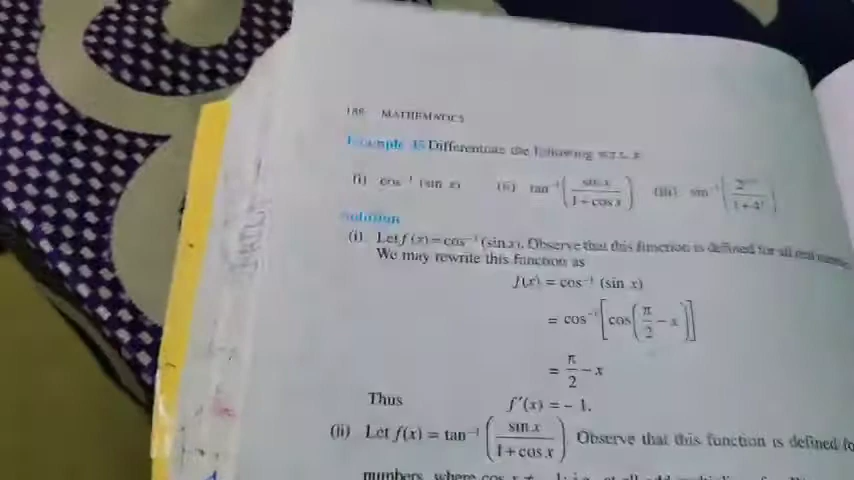 186 MATHEMATICS
Example 45 Differentiate the following w.r.t. x
(i) cos⁻¹ (sin x) (ii) tan⁻¹(sin x / 1 + cos x) (iii) sin⁻¹(2ˣ⁺¹ / 1 + 4ˣ)
Solution
(i) Let f (x) = cos⁻¹ (sin x). Observe that this function is defined for all real
We may rewrite this function as
f(x) = cos⁻¹ (sin x)
= cos⁻¹[cos(π/2 − x)]
= π/2 − x
Thus f′(x) = − 1.
(ii) Let f(x) = tan⁻¹(sin x / 1 + cos x) Observe that this function is defined
numbers, where cos x ≠